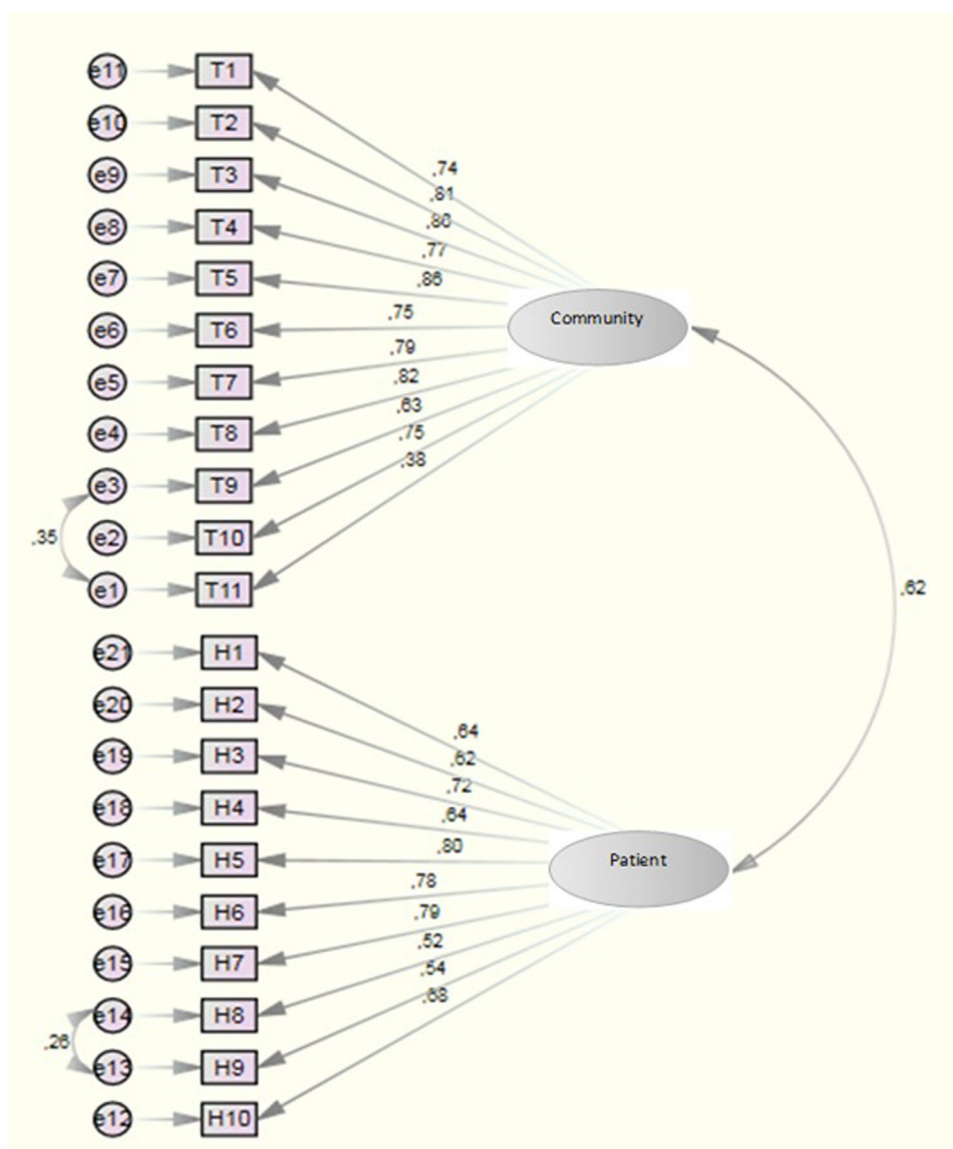 e11 T1
e10 T2
e9 T3
e8 T4
e7 T5
e6 T6
e5 T7
e4 T8
e3 T9
e2 T10
e1 T11
,74
,81
,80
,77
,86
,75
,79
,82
,63
,75
,38
Community
,35
,62
e21 H1
e20 H2
e19 H3
e18 H4
e17 H5
e16 H6
e15 H7
e14 H8
e13 H9
e12 H10
,64
,62
,72
,64
,80
,78
,79
,52
,54
,68
Patient
,26